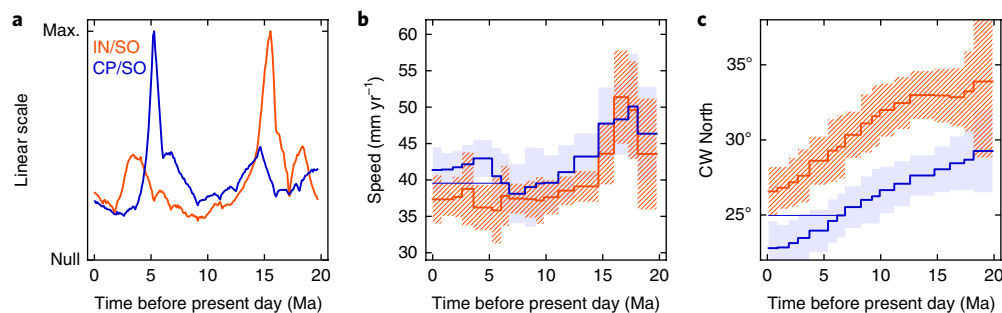 a
Max.
IN/SO
CP/SO
Linear scale
Null
0 5 10 15 20
Time before present day (Ma)
b
60
55
50
45
40
35
30
Speed (mm yr⁻¹)
0 5 10 15 20
Time before present day (Ma)
c
35°
30°
25°
CW North
0 5 10 15 20
Time before present day (Ma)